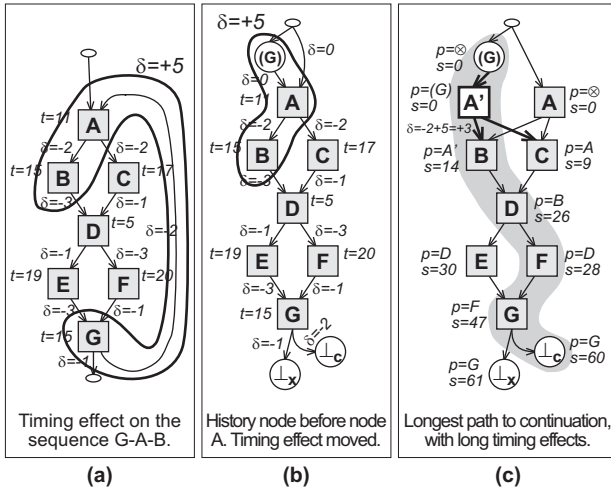 δ=+5
A
t=11
δ=-2
δ=-2
t=15
B
C
t=17
δ=-3
δ=-1
D
t=5
δ=-2
δ=-1
δ=-3
t=19
E
F
t=20
δ=-3
δ=-1
t=15
G
δ=-1
Timing effect on the
sequence G-A-B.
(a)
δ=+5
(G)
δ=0
δ=0
t=11
A
δ=-2
δ=-2
t=15
B
C
t=17
δ=-3
δ=-1
D
t=5
δ=-1
δ=-3
t=19
E
F
t=20
δ=-3
δ=-1
t=15
G
δ=-1
δ=-2
⊥x
⊥c
History node before node
A. Timing effect moved.
(b)
p=⊗
s=0
(G)
p=(G)
s=0
A'
A
p=⊗
s=0
δ=-2+5=+3
p=A'
s=14
B
C
p=A
s=9
D
p=B
s=26
p=D
s=30
E
F
p=D
s=28
p=F
s=47
G
⊥c
p=G
s=60
p=G
s=61
⊥x
Longest path to continuation,
with long timing effects.
(c)